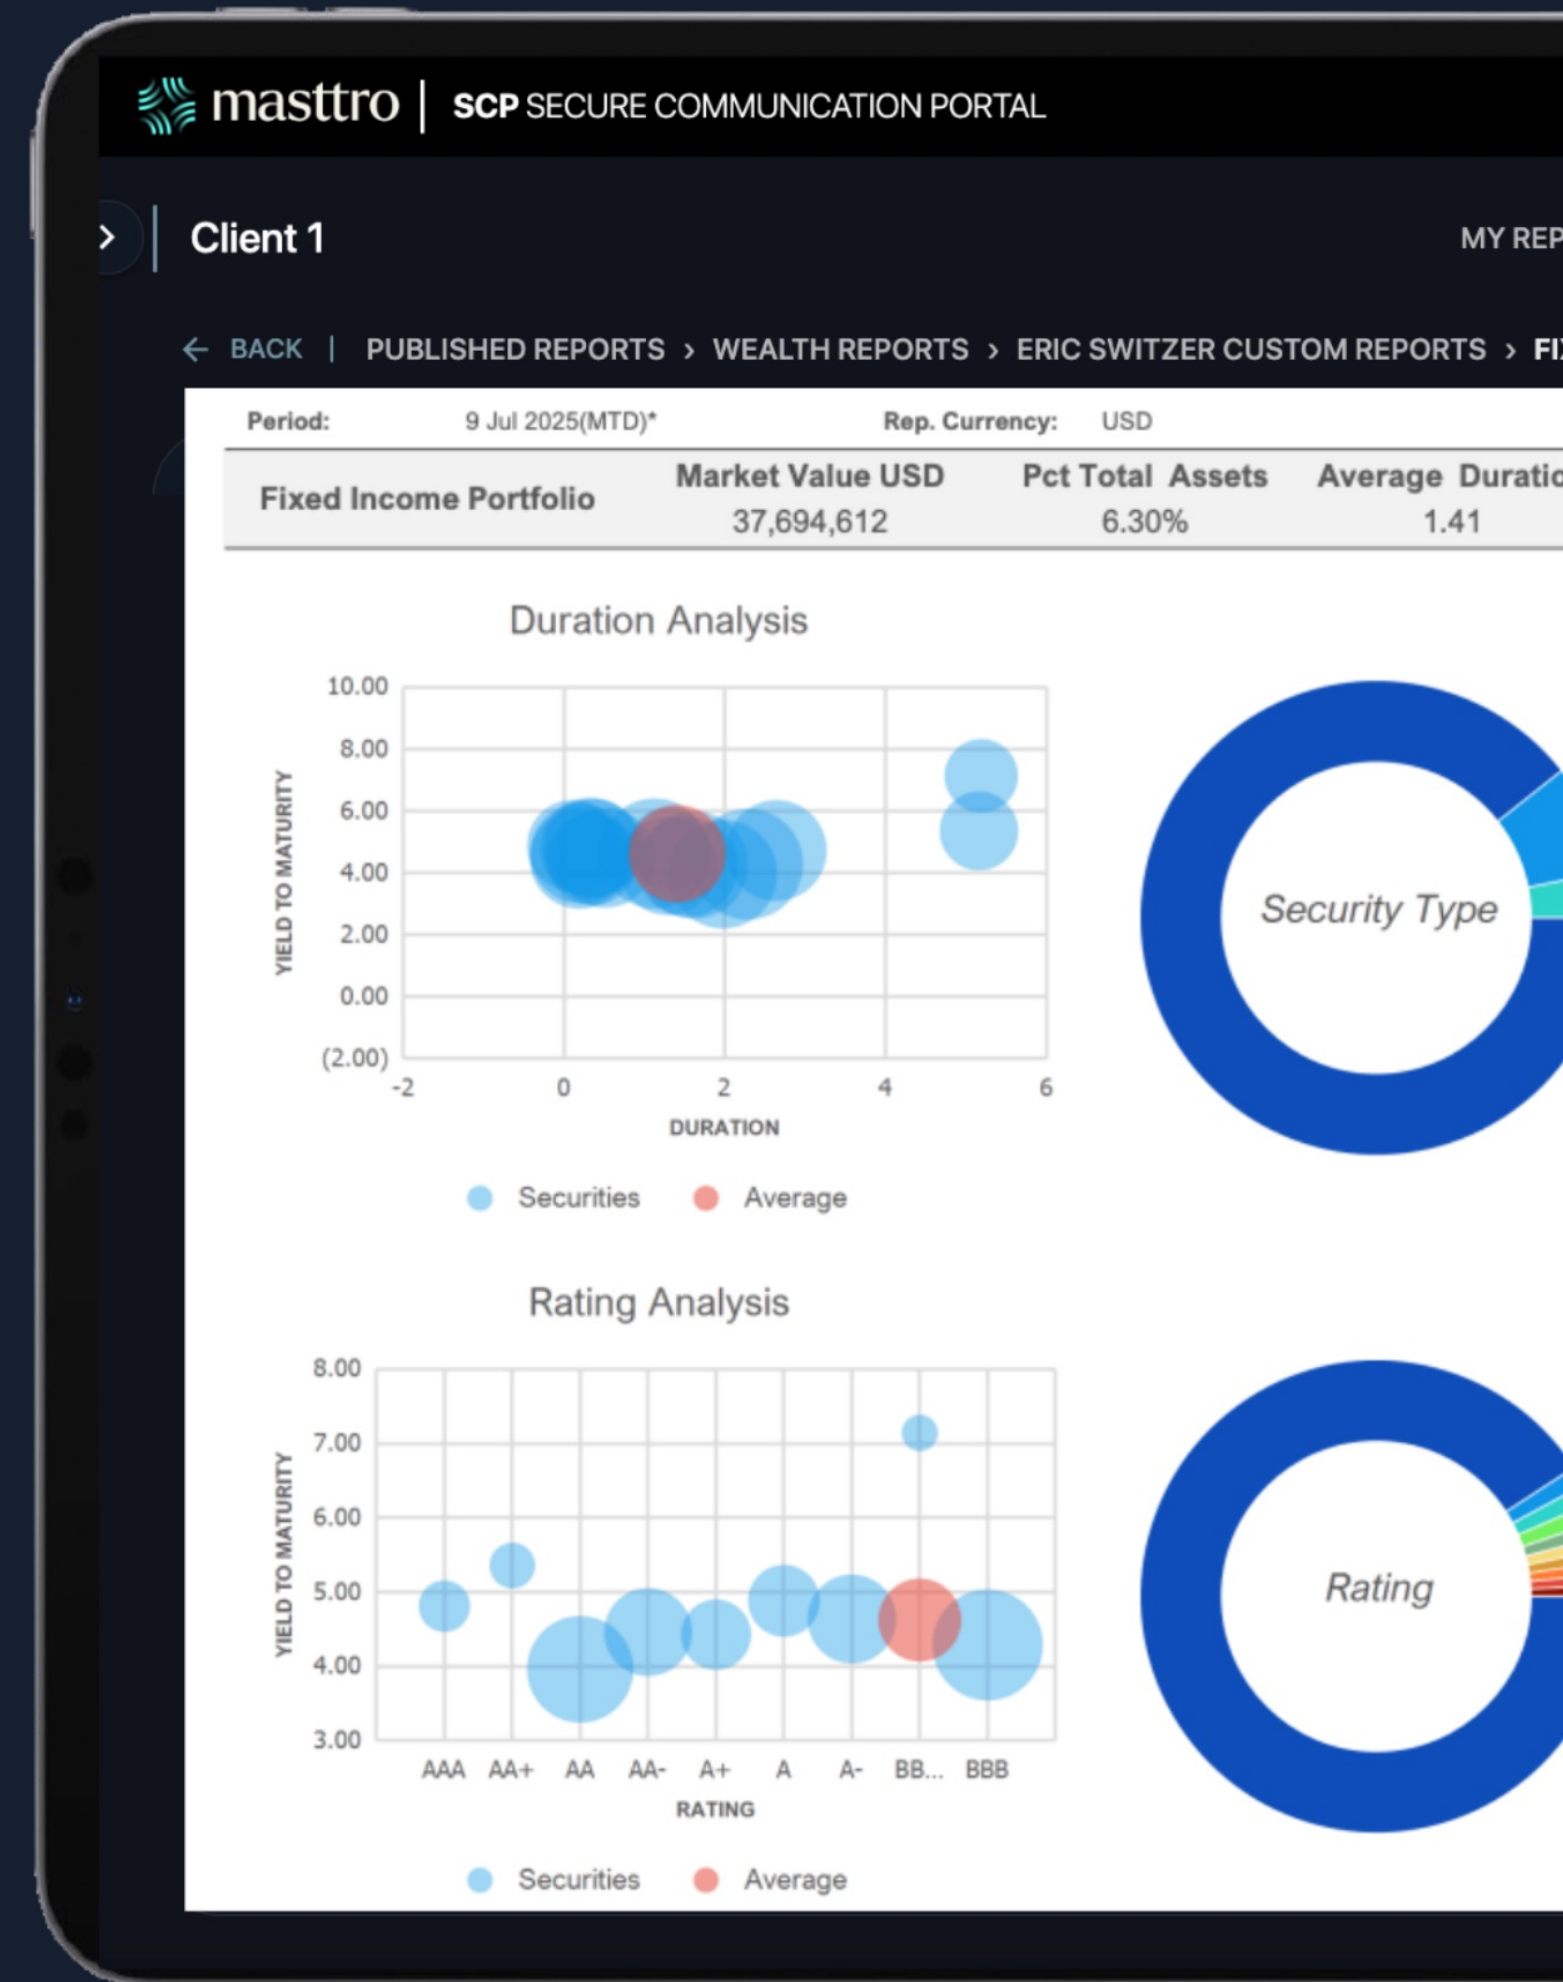 masttro | SCP SECURE COMMUNICATION PORTAL
Client 1
MY REP
← BACK | PUBLISHED REPORTS > WEALTH REPORTS > ERIC SWITZER CUSTOM REPORTS > FI
Period: 9 Jul 2025(MTD)* Rep. Currency: USD
Fixed Income Portfolio
Market Value USD Pct Total Assets Average Duratio
37,694,612 6.30% 1.41
Duration Analysis
YIELD TO MATURITY
10.00
8.00
6.00
4.00
2.00
0.00
(2.00)
-2 0 2 4 6
DURATION
Securities Average
Security Type
Rating Analysis
YIELD TO MATURITY
8.00
7.00
6.00
5.00
4.00
3.00
AAA AA+ AA AA- A+ A A- BB... BBB
RATING
Securities Average
Rating